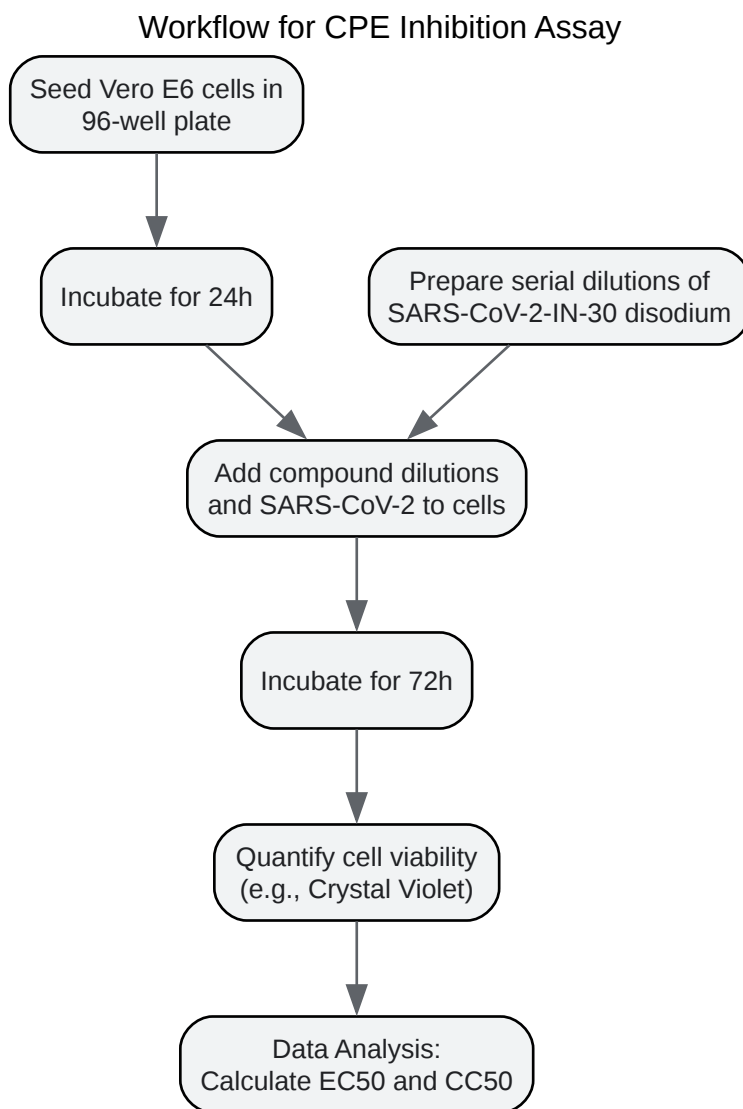 Workflow for CPE Inhibition Assay
Seed Vero E6 cells in
96-well plate
Incubate for 24h
Prepare serial dilutions of
SARS-CoV-2-IN-30 disodium
Add compound dilutions
and SARS-CoV-2 to cells
Incubate for 72h
Quantify cell viability
(e.g., Crystal Violet)
Data Analysis:
Calculate EC50 and CC50